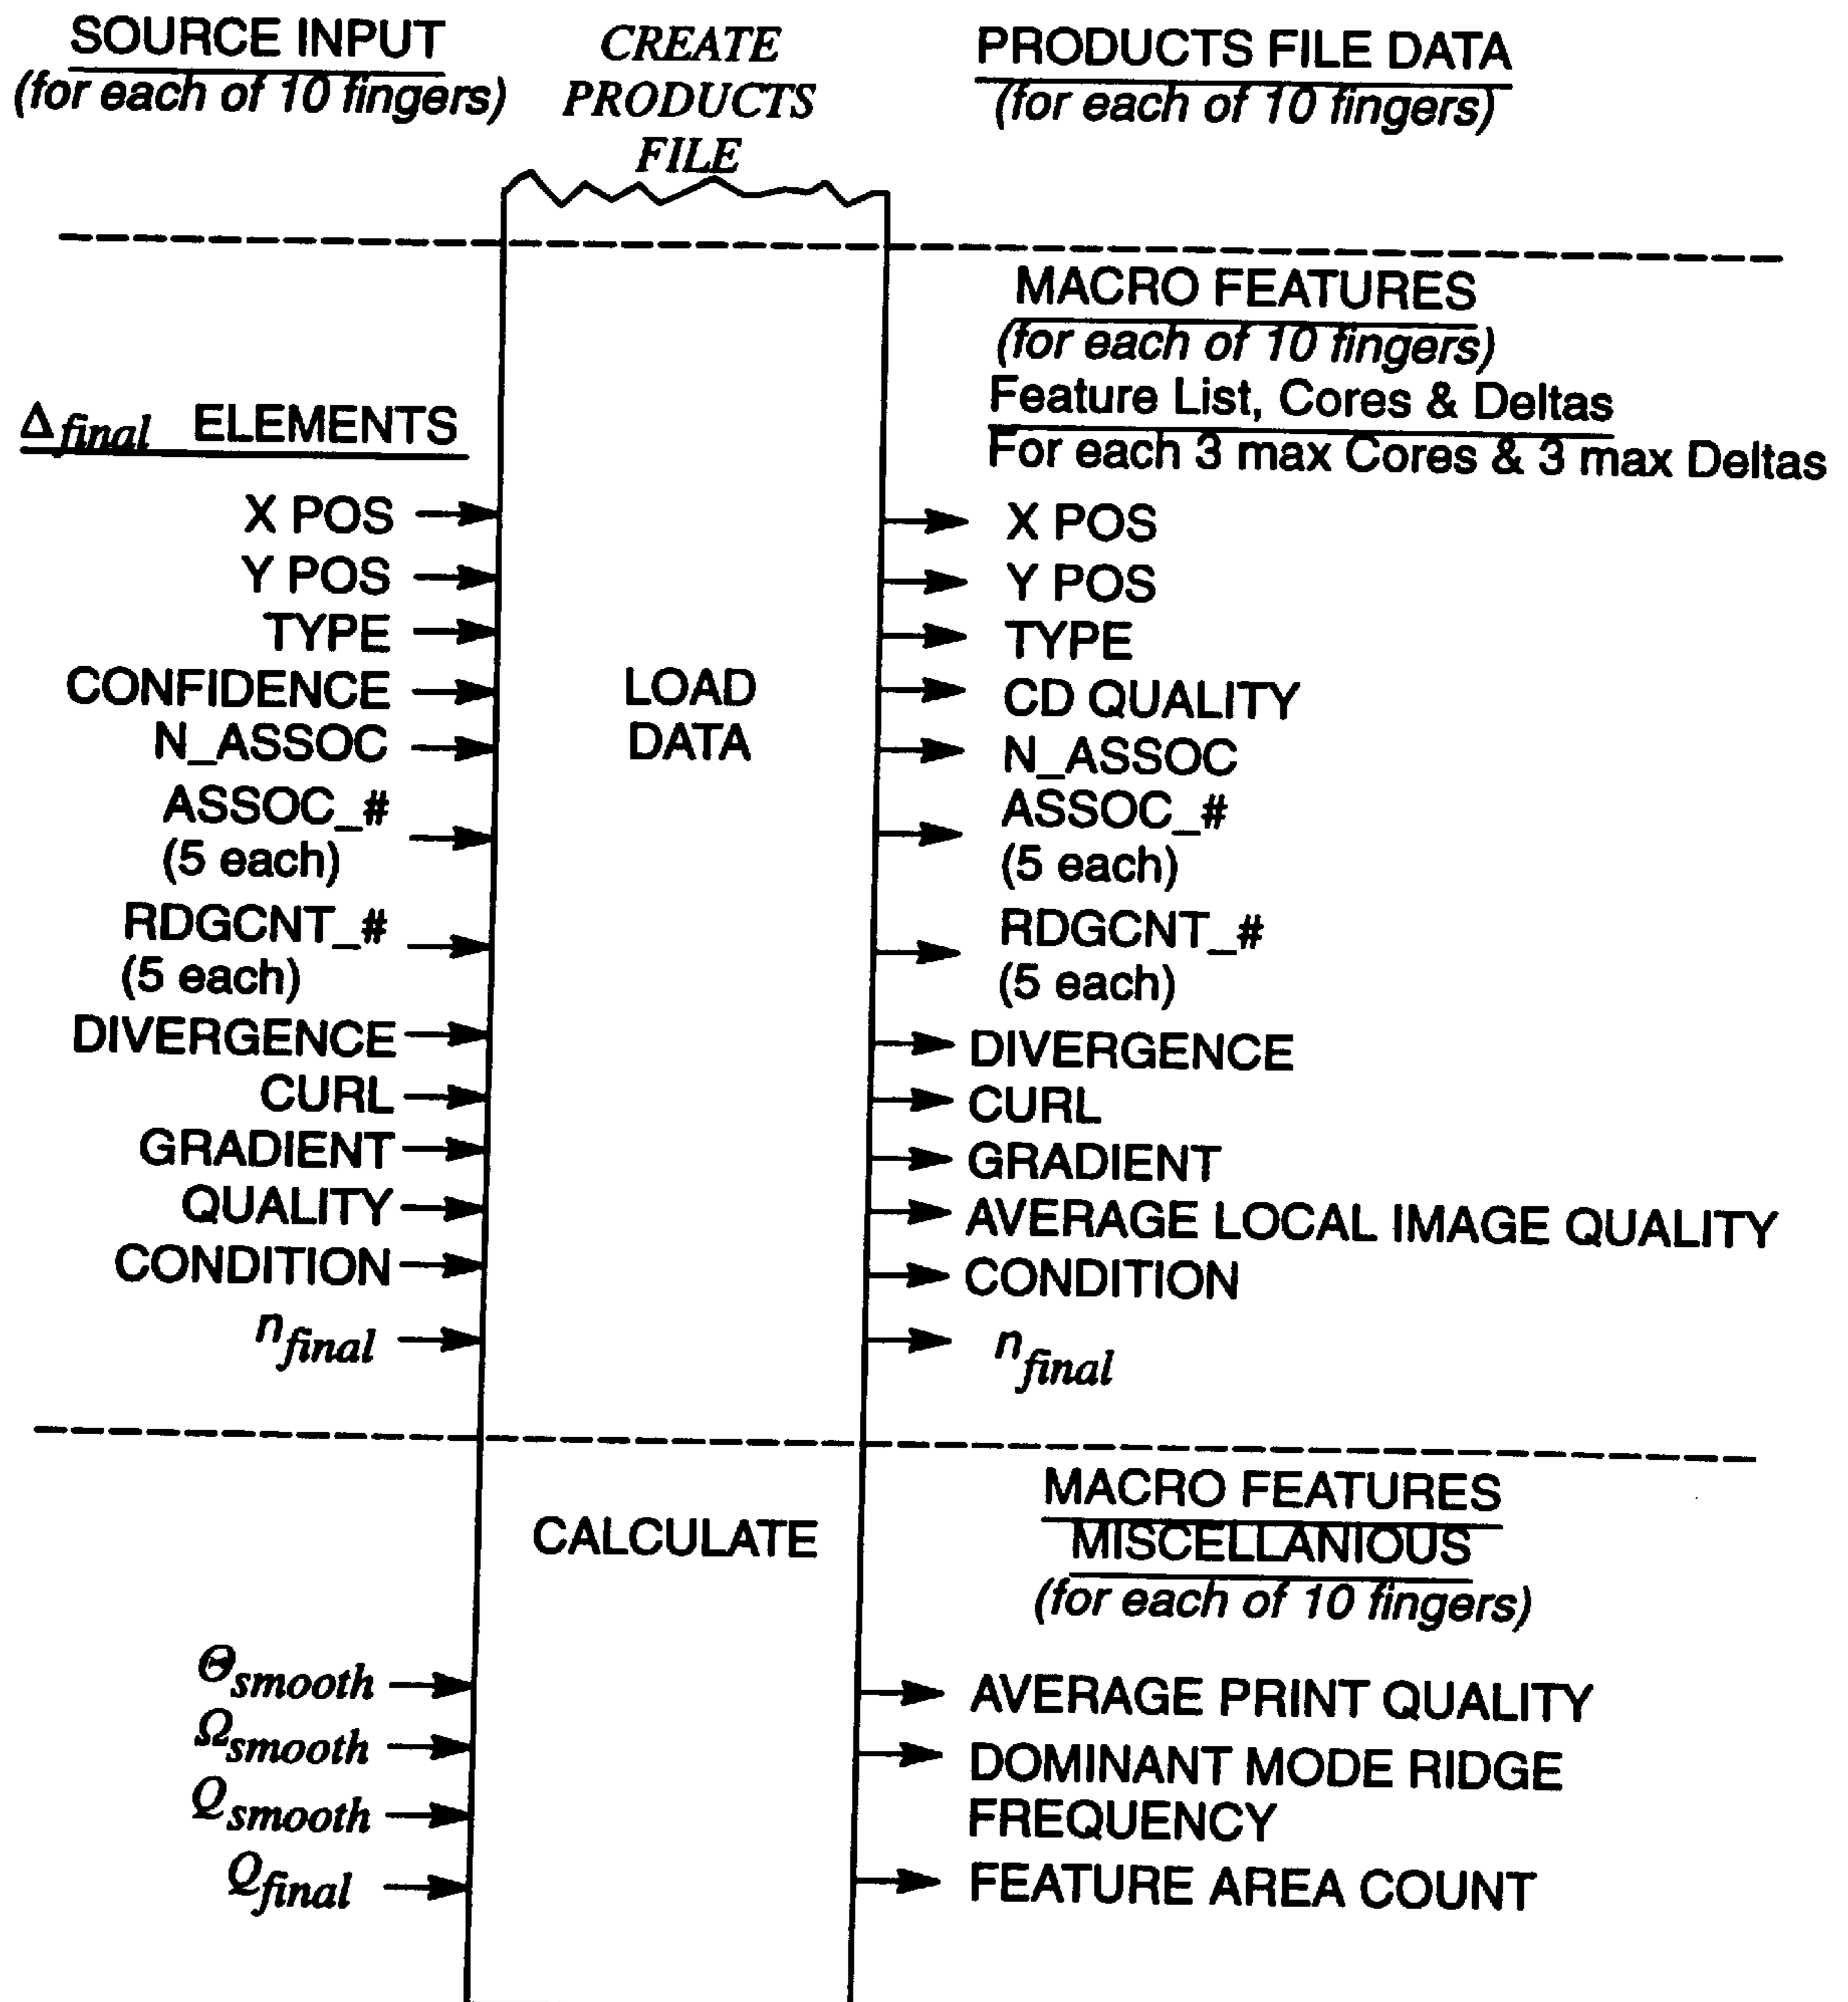 SOURCE INPUT
(for each of 10 fingers)
CREATE
PRODUCTS
FILE
PRODUCTS FILE DATA
(for each of 10 fingers)
MACRO FEATURES
(for each of 10 fingers)
Feature List, Cores & Deltas
For each 3 max Cores & 3 max Deltas
Δfinal ELEMENTS
X POS
Y POS
TYPE
CONFIDENCE
N_ASSOC
ASSOC_#
(5 each)
RDGCNT_#
(5 each)
DIVERGENCE
CURL
GRADIENT
QUALITY
CONDITION
nfinal
LOAD
DATA
X POS
Y POS
TYPE
CD QUALITY
N_ASSOC
ASSOC_#
(5 each)
RDGCNT_#
(5 each)
DIVERGENCE
CURL
GRADIENT
AVERAGE LOCAL IMAGE QUALITY
CONDITION
nfinal
CALCULATE
MACRO FEATURES
MISCELLANIOUS
(for each of 10 fingers)
Θsmooth
Ωsmooth
Qsmooth
Qfinal
AVERAGE PRINT QUALITY
DOMINANT MODE RIDGE
FREQUENCY
FEATURE AREA COUNT